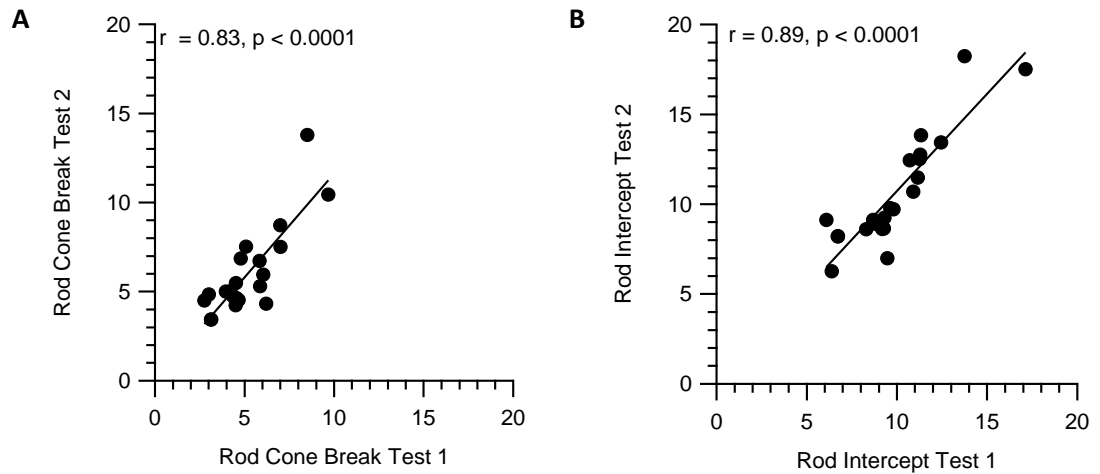 A
r = 0.83, p < 0.0001
20
15
10
5
0
Rod Cone Break Test 2
0 5 10 15 20
Rod Cone Break Test 1
B
r = 0.89, p < 0.0001
20
15
10
5
0
Rod Intercept Test 2
0 5 10 15 20
Rod Intercept Test 1